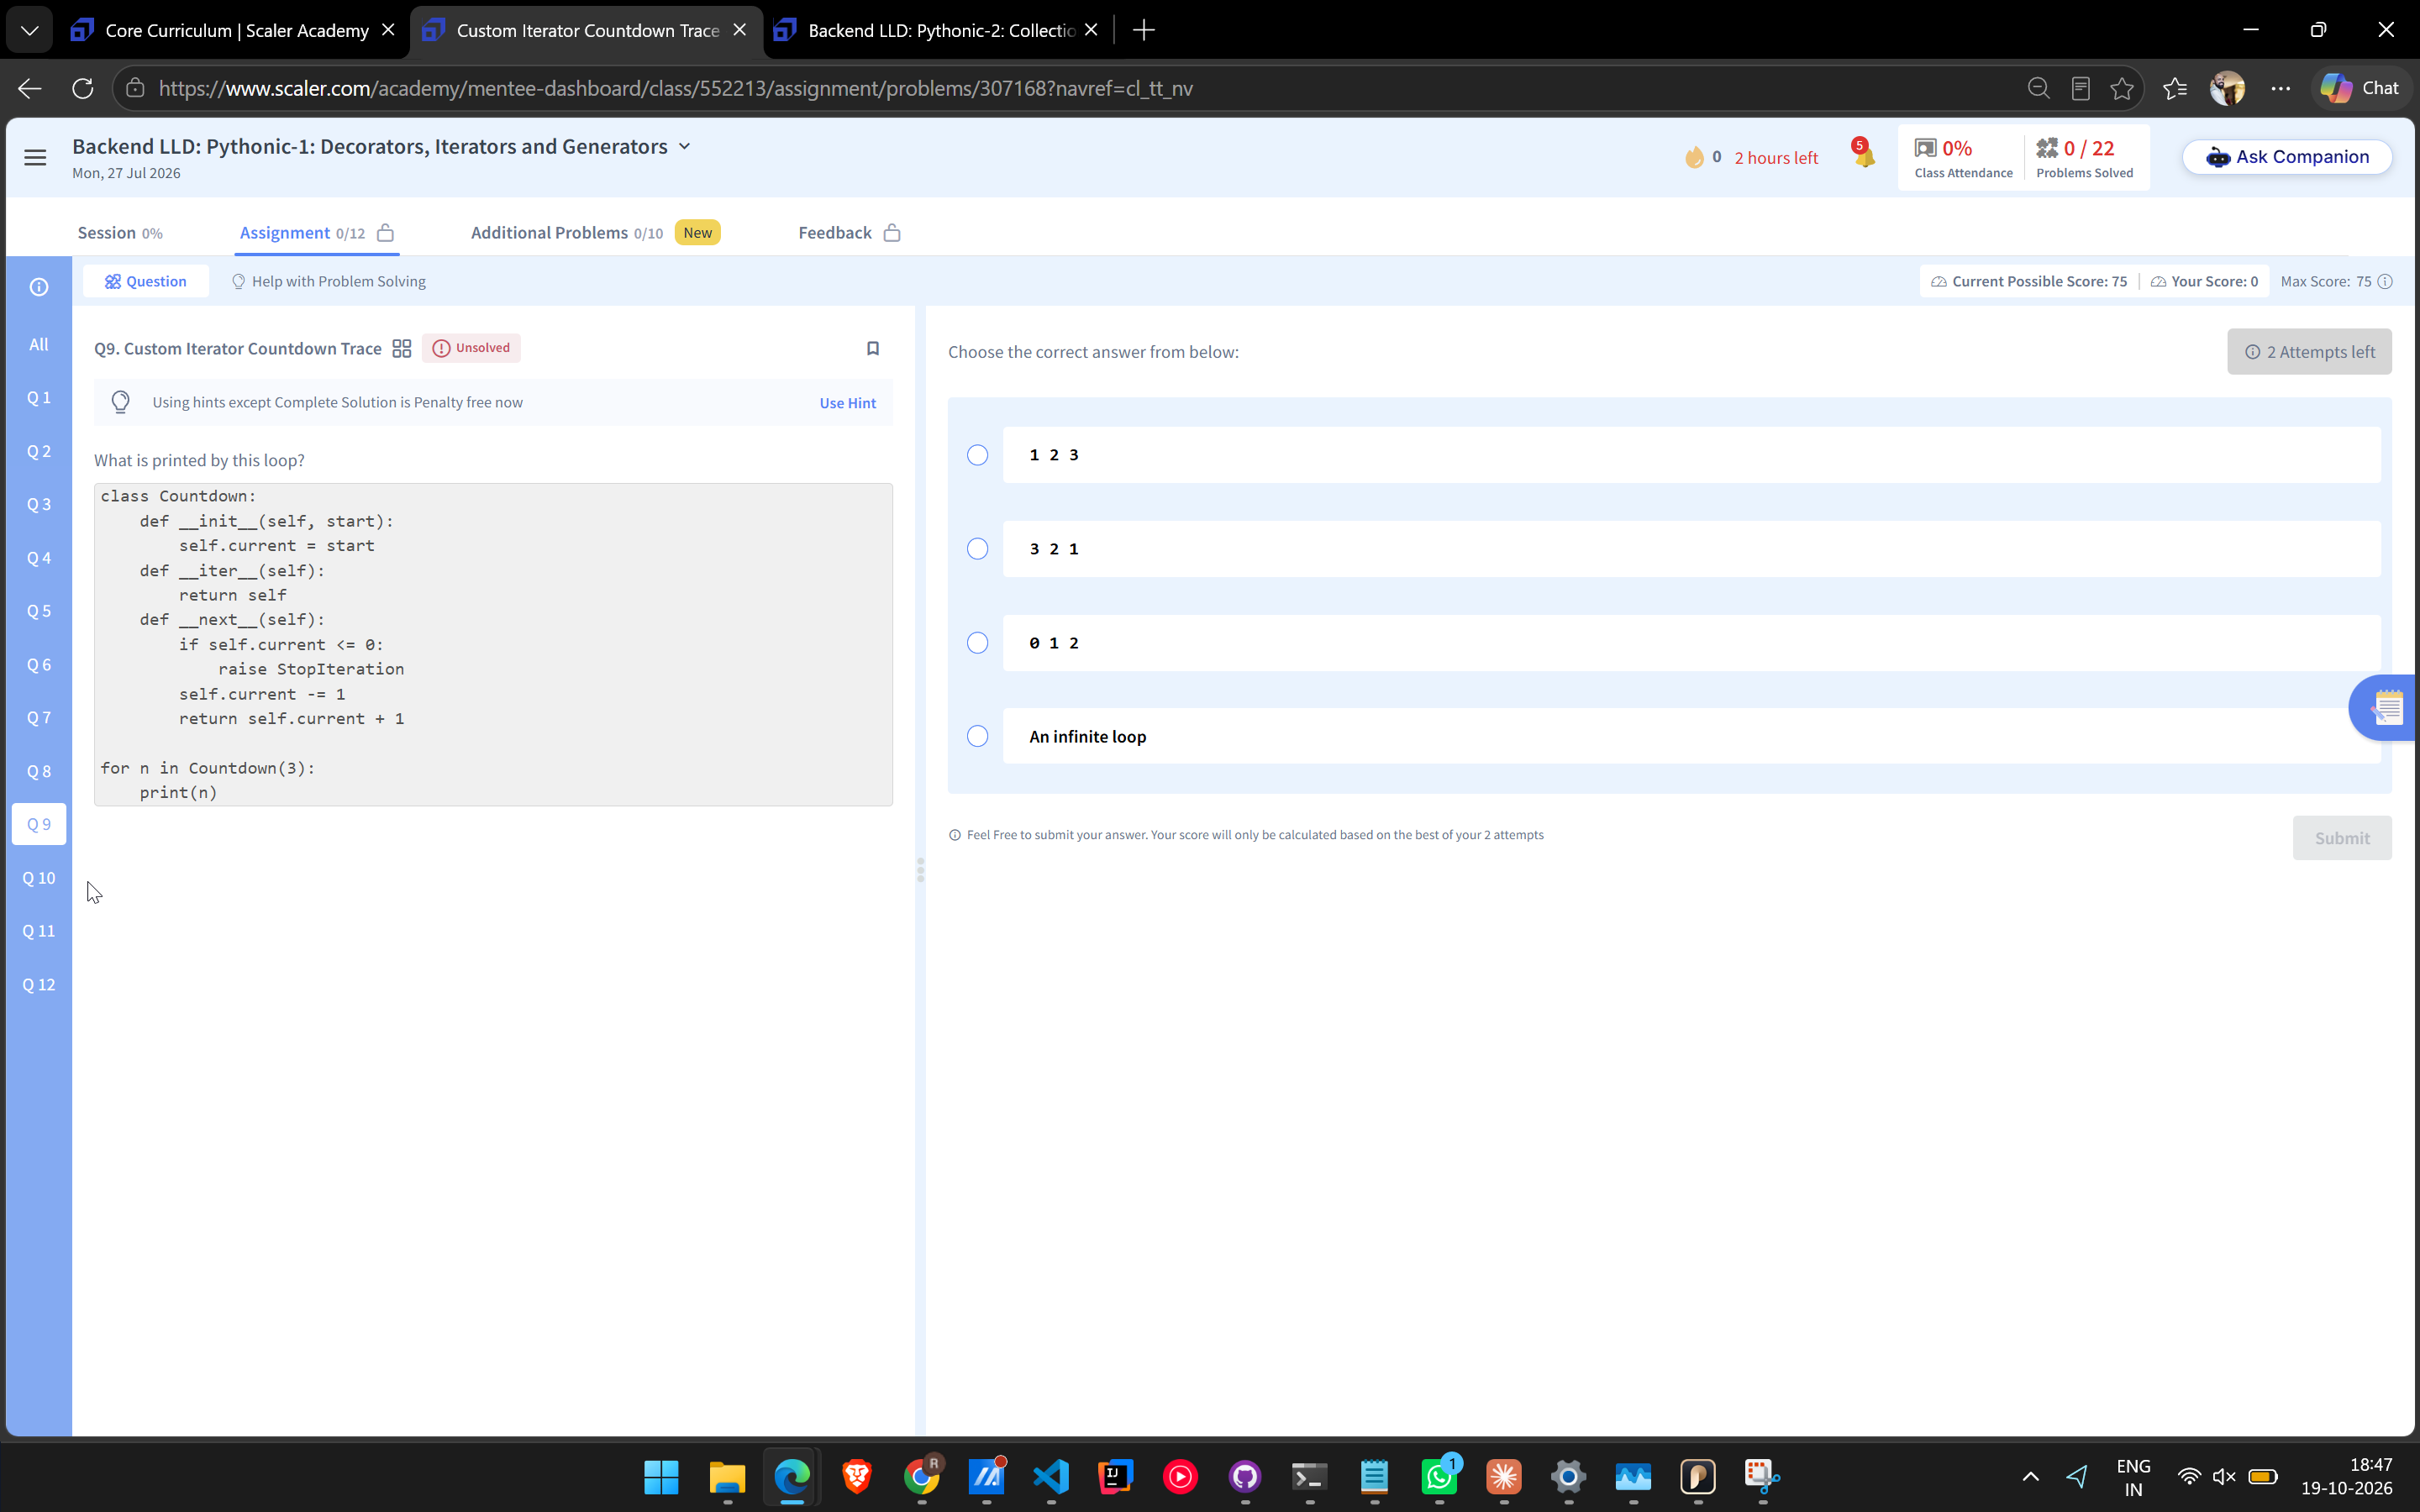 Core Curriculum | Scaler Academy
Custom Iterator Countdown Trace
Backend LLD: Pythonic-2: Collectio
https://www.scaler.com/academy/mentee-dashboard/class/552213/assignment/problems/307168?navref=cl_tt_nv
Chat
Backend LLD: Pythonic-1: Decorators, Iterators and Generators
Mon, 27 Jul 2026
0
2 hours left
5
0%
Class Attendance
0 / 22
Problems Solved
Ask Companion
Session 0%
Assignment 0/12
Additional Problems 0/10
New
Feedback
Question
Help with Problem Solving
Current Possible Score: 75
Your Score: 0
Max Score: 75
All
Q 1
Q 2
Q 3
Q 4
Q 5
Q 6
Q 7
Q 8
Q 9
Q 10
Q 11
Q 12
Q9. Custom Iterator Countdown Trace
Unsolved
Using hints except Complete Solution is Penalty free now
Use Hint
What is printed by this loop?
class Countdown:
    def __init__(self, start):
        self.current = start
    def __iter__(self):
        return self
    def __next__(self):
        if self.current <= 0:
            raise StopIteration
        self.current -= 1
        return self.current + 1
for n in Countdown(3):
    print(n)
Choose the correct answer from below:
2 Attempts left
1 2 3
3 2 1
0 1 2
An infinite loop
Feel Free to submit your answer. Your score will only be calculated based on the best of your 2 attempts
Submit
R
IJ
1
ENG
IN
18:47
19-10-2026